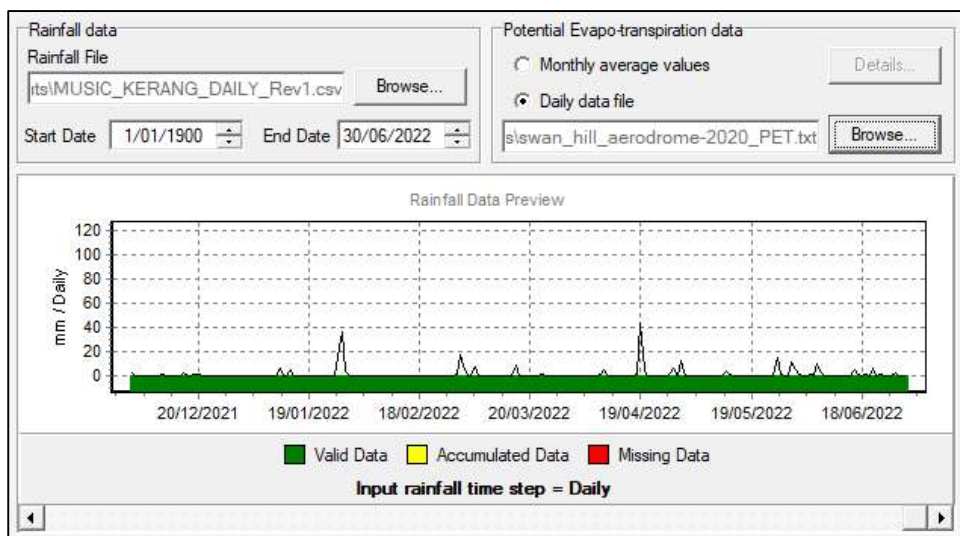 Rainfall data
Rainfall File
its\MUSIC_KERANG_DAILY_Rev1.csv
Browse...
Start Date 1/01/1900 End Date 30/06/2022
Potential Evapo-transpiration data
Monthly average values
Details...
Daily data file
s\swan_hill_aerodrome-2020_PET.txt
Browse...
Rainfall Data Preview
mm / Daily
120
100
80
60
40
20
0
20/12/2021 19/01/2022 18/02/2022 20/03/2022 19/04/2022 19/05/2022 18/06/2022
Valid Data Accumulated Data Missing Data
Input rainfall time step = Daily